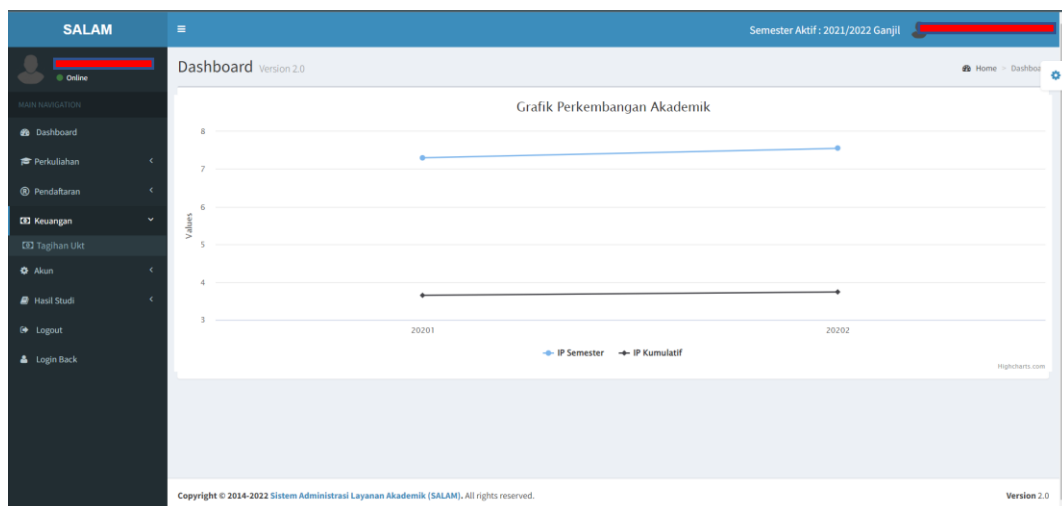 SALAM
Semester Aktif : 2021/2022 Ganjil
Online
Dashboard Version 2.0
Home > Dashboa
MAIN NAVIGATION
Dashboard
Perkuliahan
Pendaftaran
Keuangan
Tagihan Ukt
Akun
Hasil Studi
Logout
Login Back
Grafik Perkembangan Akademik
Values
8
7
6
5
4
3
20201
20202
IP Semester
IP Kumulatif
Highcharts.com
Copyright © 2014-2022 Sistem Administrasi Layanan Akademik (SALAM). All rights reserved.
Version 2.0